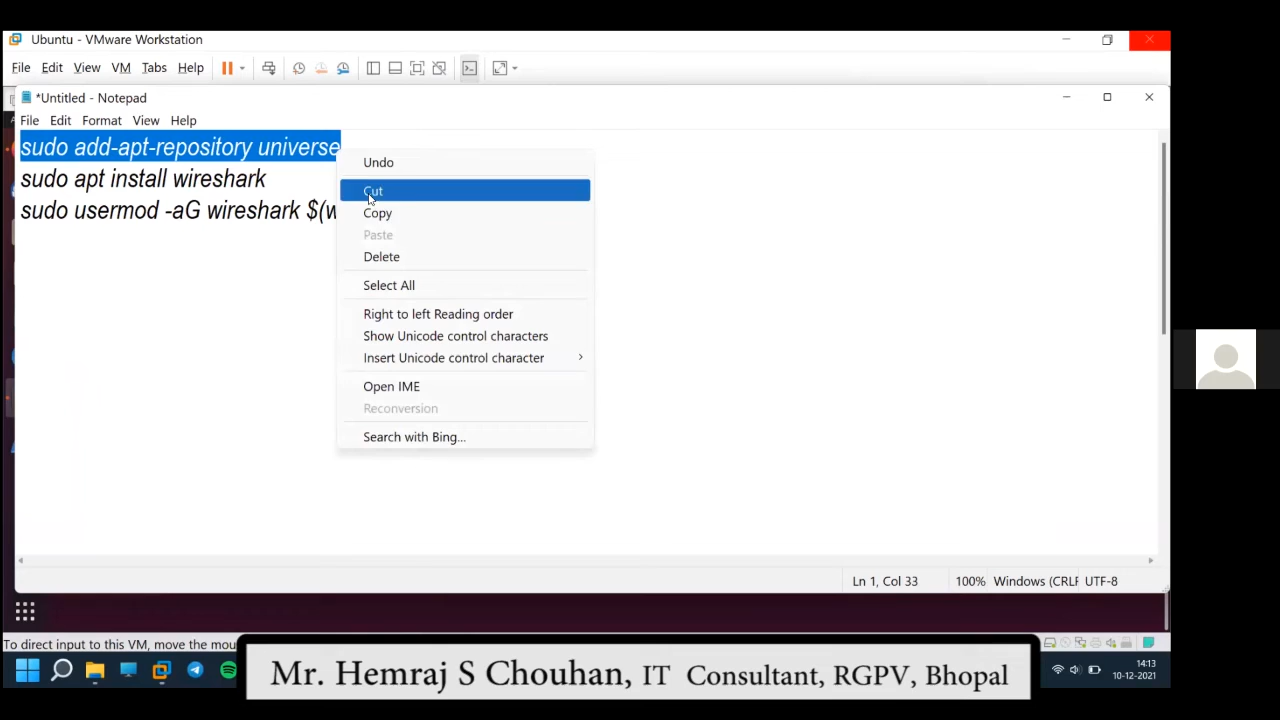 Ubuntu - VMware Workstation
File Edit View VM Tabs Help
*Untitled - Notepad
File Edit Format View Help
sudo add-apt-repository universe
sudo apt install wireshark
sudo usermod -aG wireshark $(w
Undo
Cut
Copy
Paste
Delete
Select All
Right to left Reading order
Show Unicode control characters
Insert Unicode control character
Open IME
Reconversion
Search with Bing...
Ln 1, Col 33 100% Windows (CRLF UTF-8
To direct input to this VM, move the mou
Mr. Hemraj S Chouhan, IT Consultant, RGPV, Bhopal
14:13
10-12-2021